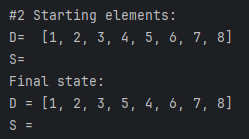 #2 Starting elements:
D=  [1, 2, 3, 4, 5, 6, 7, 8]
S=
Final state:
D = [1, 2, 3, 5, 4, 6, 7, 8]
S =